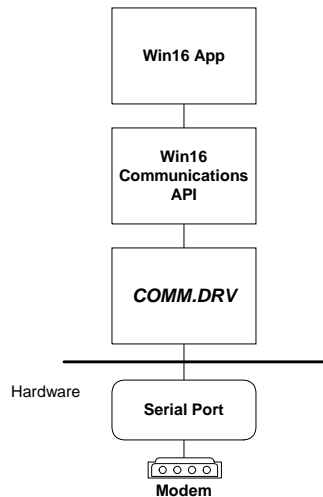 Win16 App
Win16
Communications
API
COMM.DRV
Hardware
Serial Port
Modem